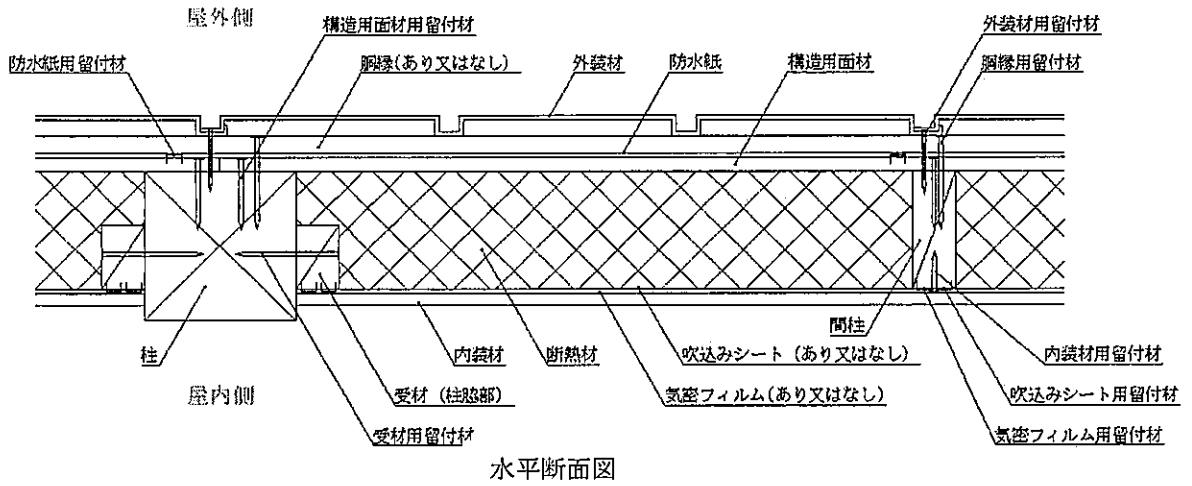 屋外側
構造用面材用留付材
外装材用留付材
防水紙用留付材
胴縁(あり又はなし)
外装材
防水紙
構造用面材
胴縁用留付材
柱
内装材
断熱材
吹込みシート (あり又はなし)
間柱
内装材用留付材
屋内側
受材 (柱脇部)
気密フィルム(あり又はなし)
吹込みシート用留付材
受材用留付材
気密フィルム用留付材
水平断面図